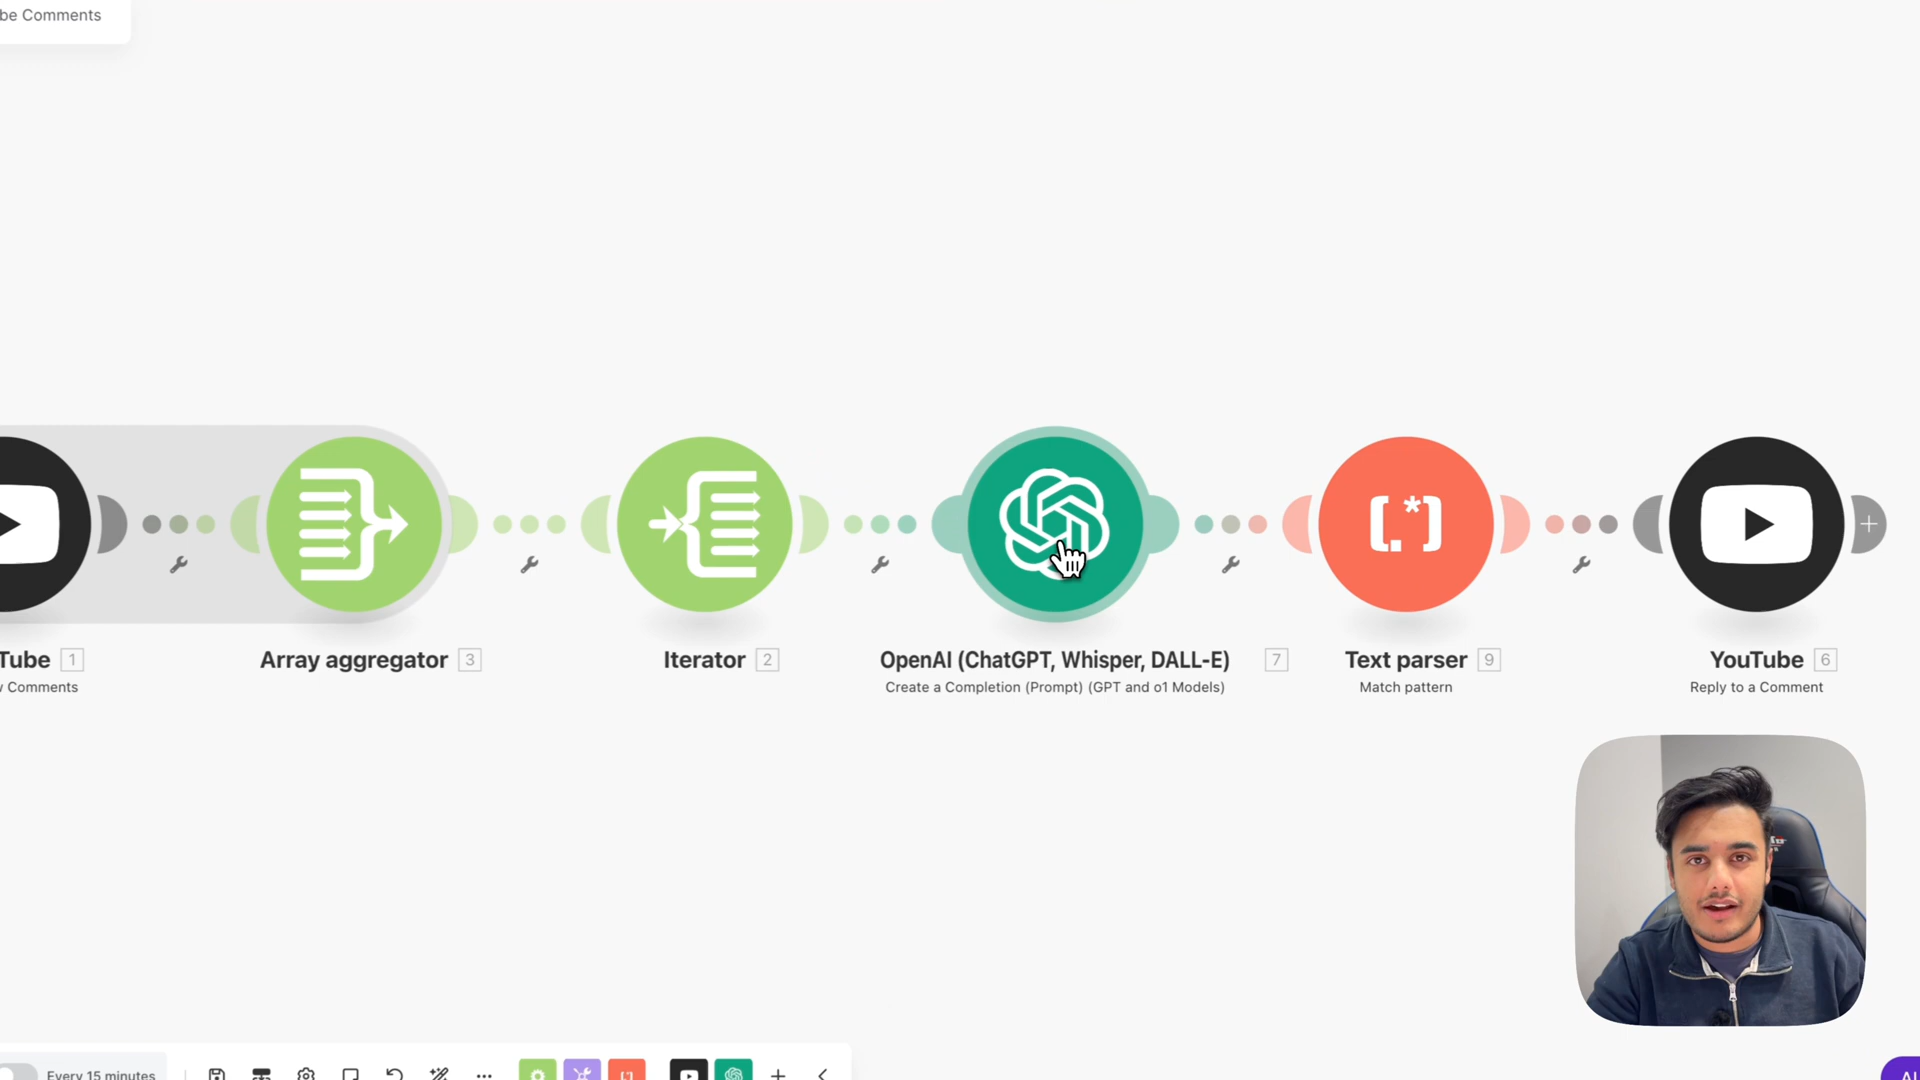 be Comments
Tube 1
v Comments
Array aggregator 3
Iterator 2
OpenAI (ChatGPT, Whisper, DALL-E) 7
Create a Completion (Prompt) (GPT and o1 Models)
Text parser 9
Match pattern
YouTube 6
Reply to a Comment
Every 15 minutes
AI